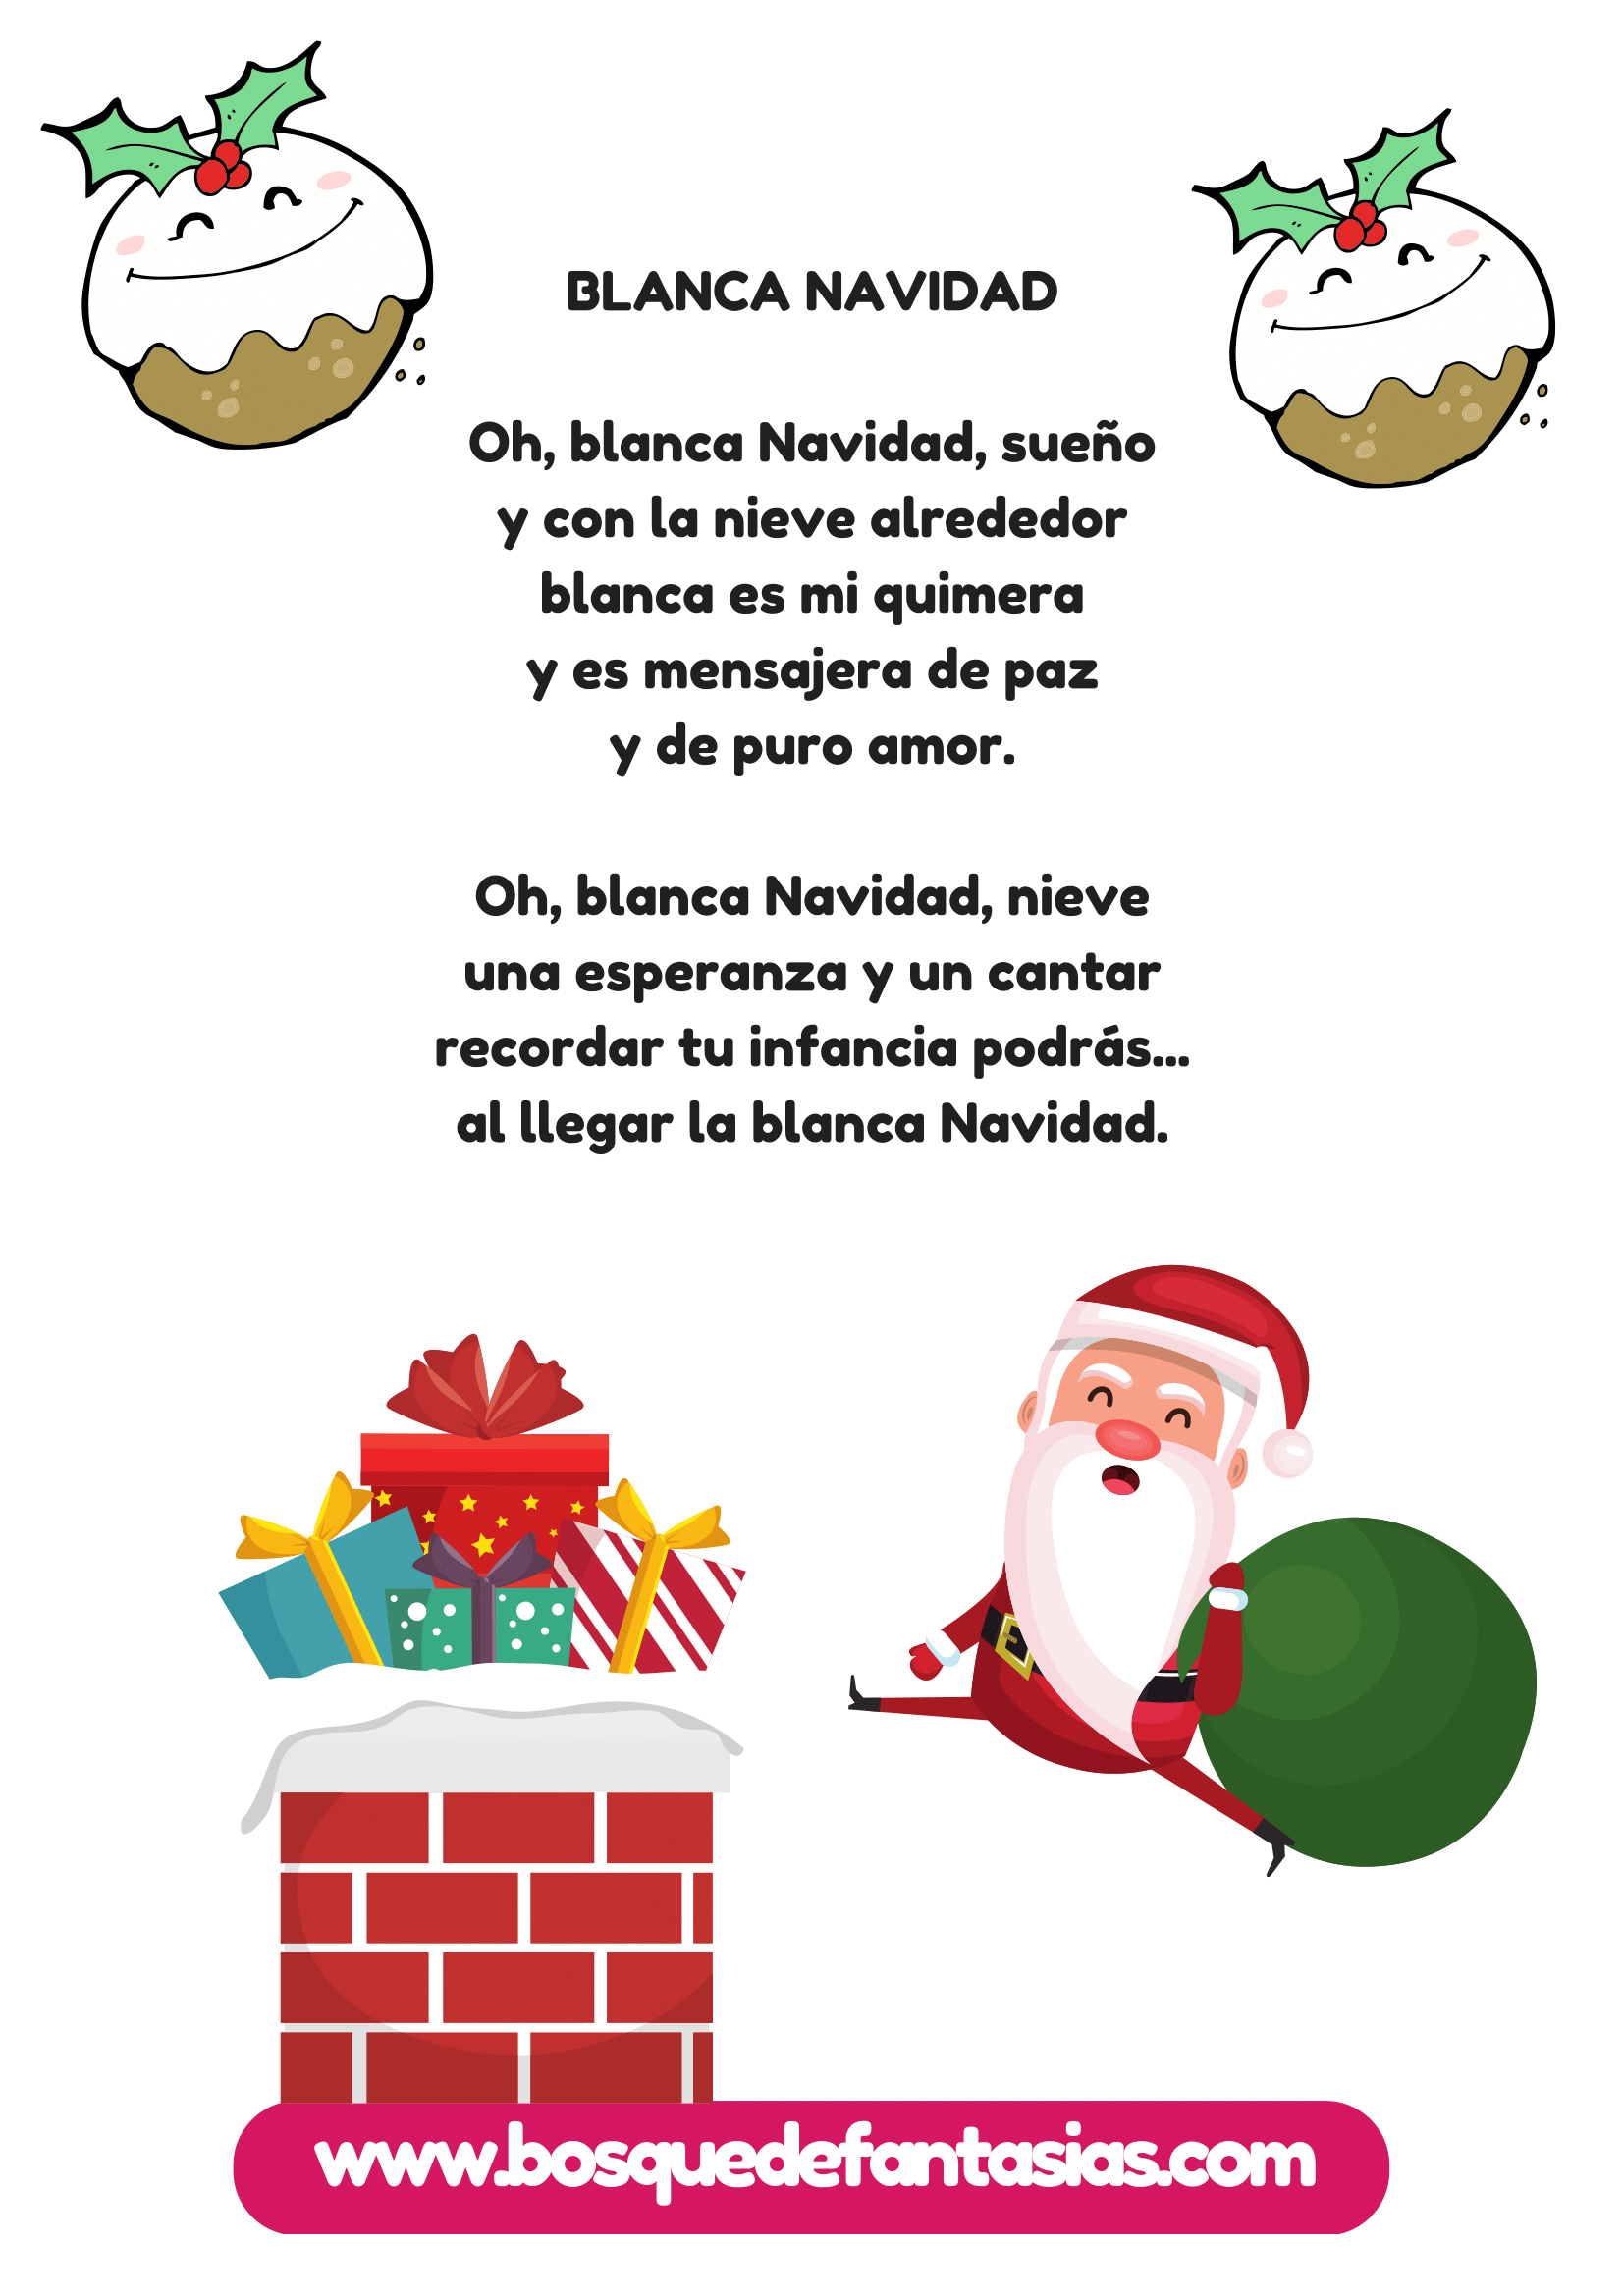 BLANCA NAVIDAD
Oh, blanca Navidad, sueño
y con la nieve alrededor
blanca es mi quimera
y es mensajera de paz
y de puro amor.
Oh, blanca Navidad, nieve
una esperanza y un cantar
recordar tu infancia podrás...
al llegar la blanca Navidad.
www.bosquedefantasias.com